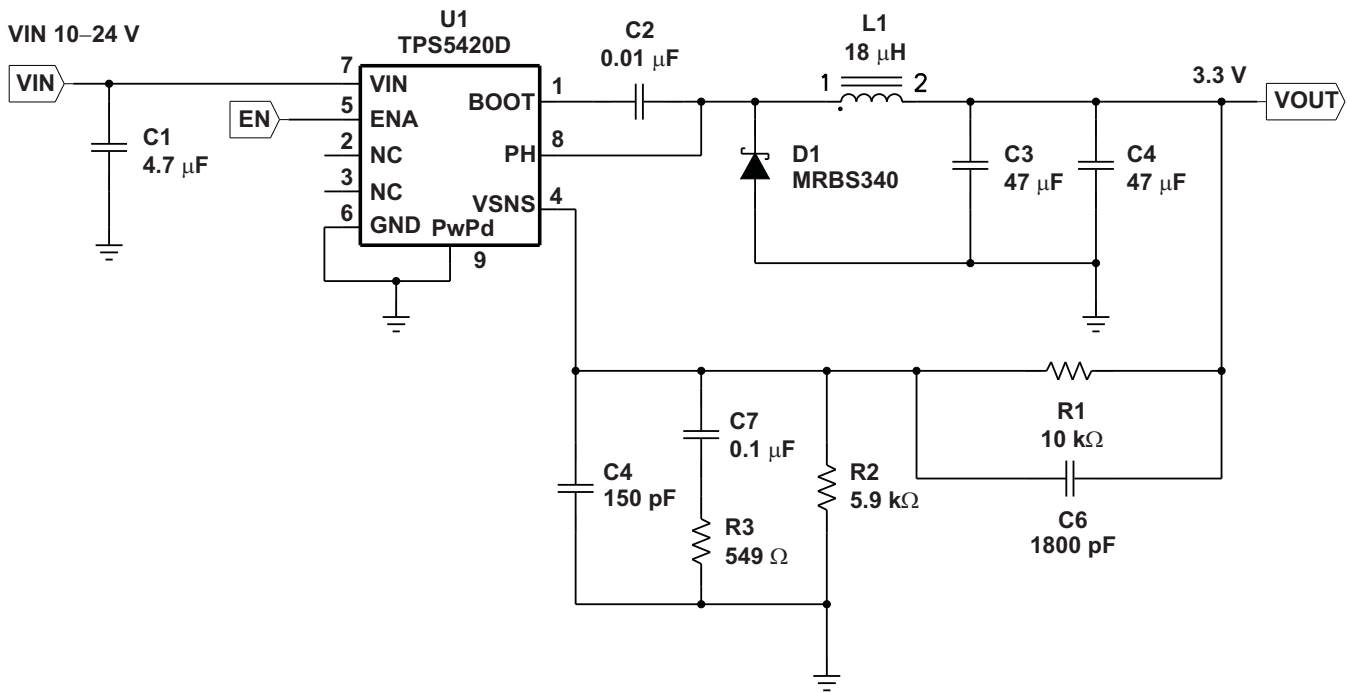 VIN 10–24 V
VIN
C1
4.7 μF
EN
U1
TPS5420D
7
VIN
5
ENA
2
NC
3
NC
6
GND
PwPd
9
BOOT
1
PH
8
VSNS
4
C2
0.01 μF
L1
18 μH
1
2
D1
MRBS340
C3
47 μF
C4
47 μF
3.3 V
VOUT
C4
150 pF
C7
0.1 μF
R3
549 Ω
R2
5.9 kΩ
R1
10 kΩ
C6
1800 pF